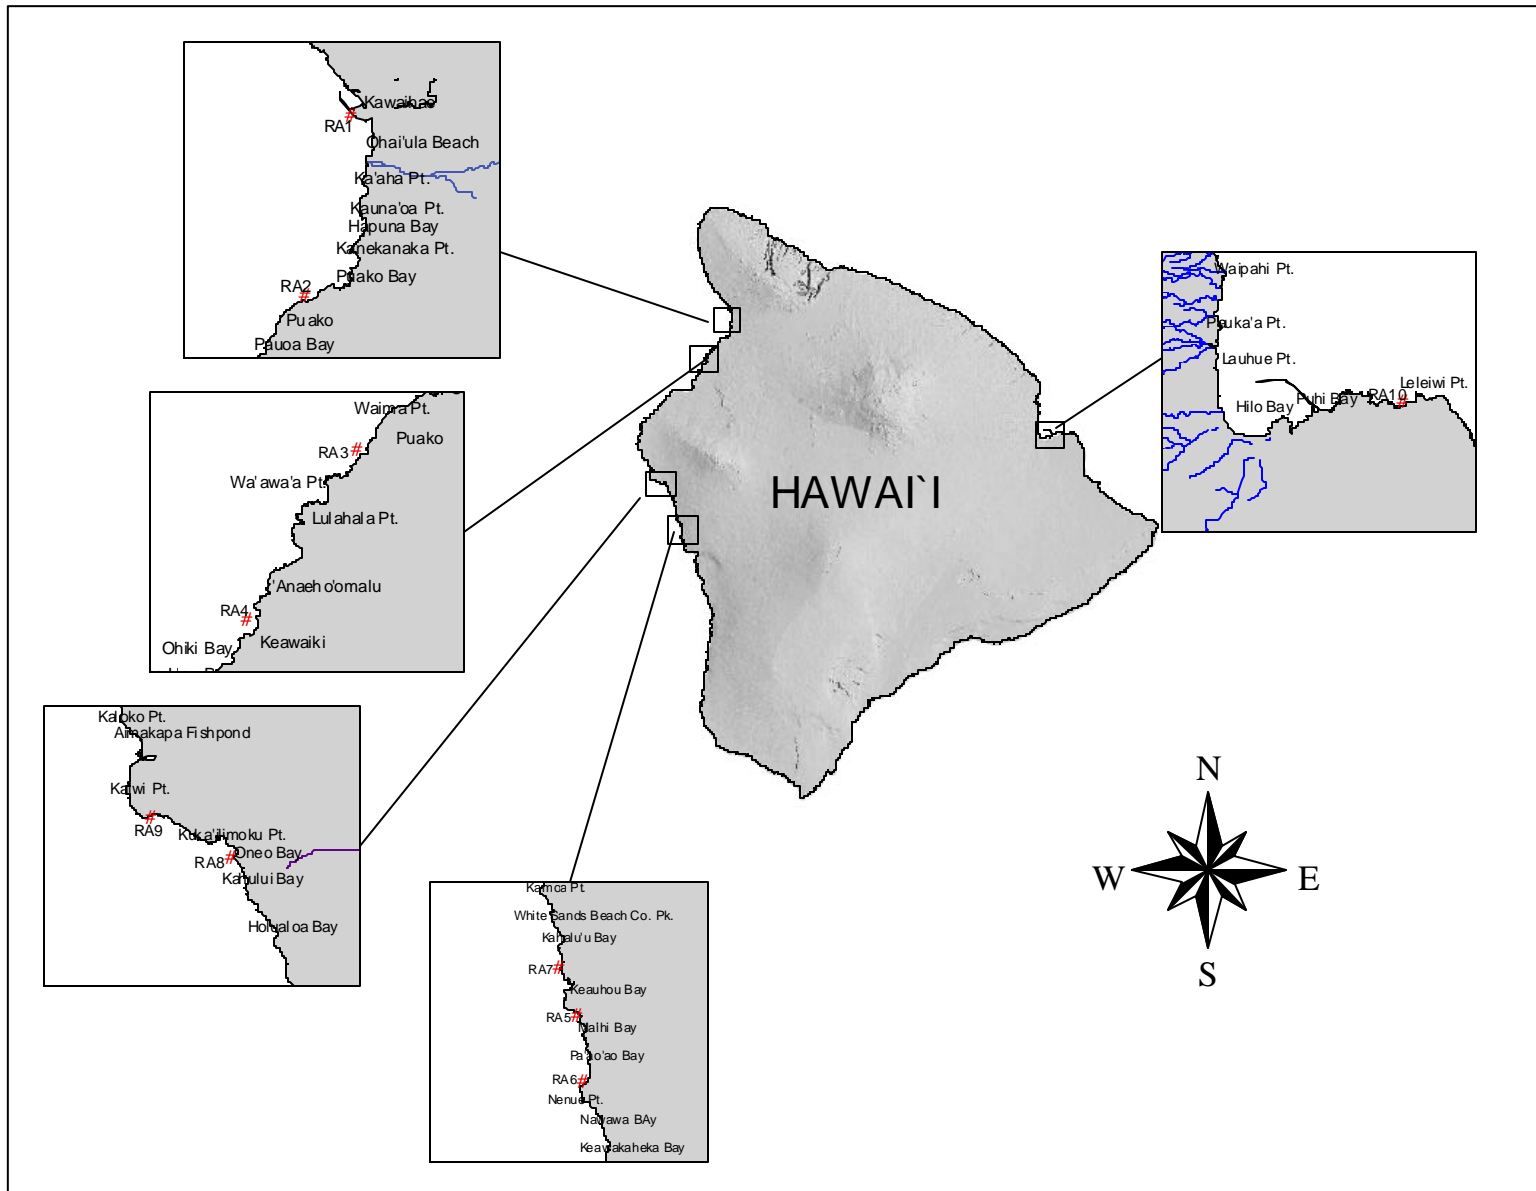 Kawaihae
#
RA1
Ohai'ula Beach
Ka'aha Pt.
Kauna'oa Pt.
Hapuna Bay
Kanekanaka Pt.
Puako Bay
RA2
#
Puako
Pauoa Bay
Waima Pt.
Puako
RA3 #
Wa'awa'a Pt.
Lulahala Pt.
'Anaeho'omalu
RA4
#
Keawaiki
Ohiki Bay
Kaloko Pt.
Aimakapa Fishpond
Kaiwi Pt.
#
RA9
Kuka'ilimoku Pt.
Oneo Bay
RA8 #
Kahului Bay
Holualoa Bay
Kamoa Pt.
White Sands Beach Co. Pk.
Kahalu'u Bay
RA7 #
Keauhou Bay
RA5 #
Malhi Bay
Pa'ao'ao Bay
RA6 #
Nenue Pt.
Nawawa BAy
Keawakaheka Bay
HAWAI`I
Waipahi Pt.
Pauka'a Pt.
Lauhue Pt.
Leleiwi Pt.
Puhi Bay
RA10
#
Hilo Bay
N
W
E
S